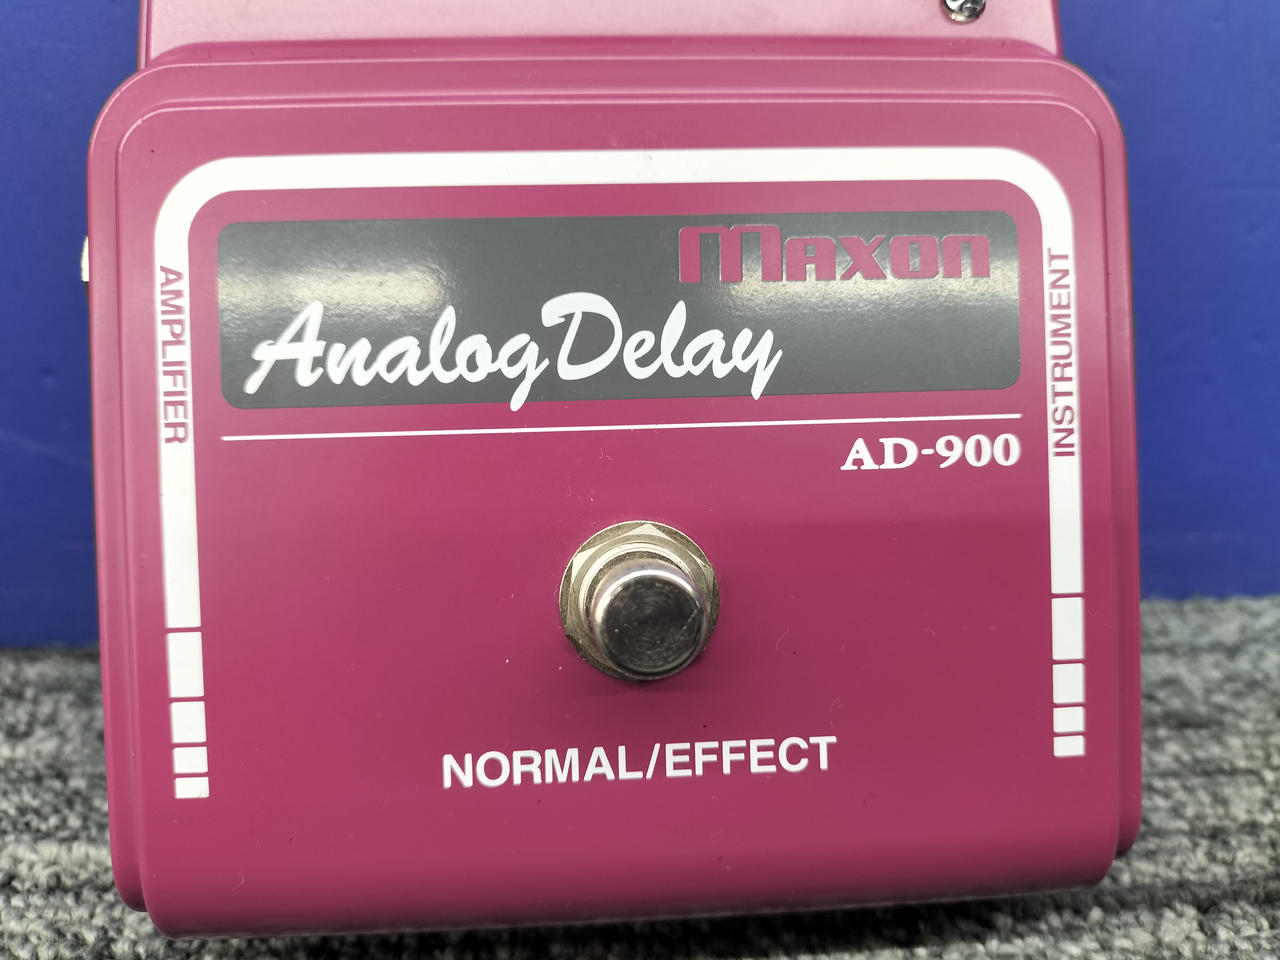 MAXON
Analog Delay
AD-900
AMPLIFIER
INSTRUMENT
NORMAL/EFFECT